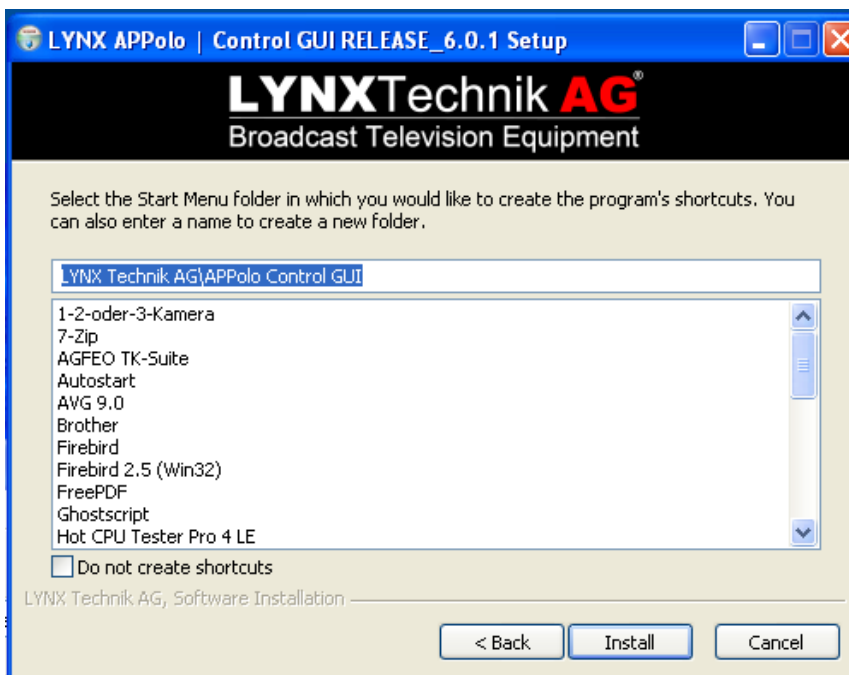 LYNX APPolo | Control GUI RELEASE_6.0.1 Setup
LYNXTechnik AG®
Broadcast Television Equipment
Select the Start Menu folder in which you would like to create the program's shortcuts. You
can also enter a name to create a new folder.
LYNX Technik AG\APPolo Control GUI
1-2-oder-3-Kamera
7-Zip
AGFEO TK-Suite
Autostart
AVG 9.0
Brother
Firebird
Firebird 2.5 (Win32)
FreePDF
Ghostscript
Hot CPU Tester Pro 4 LE
Do not create shortcuts
LYNX Technik AG, Software Installation
< Back Install Cancel